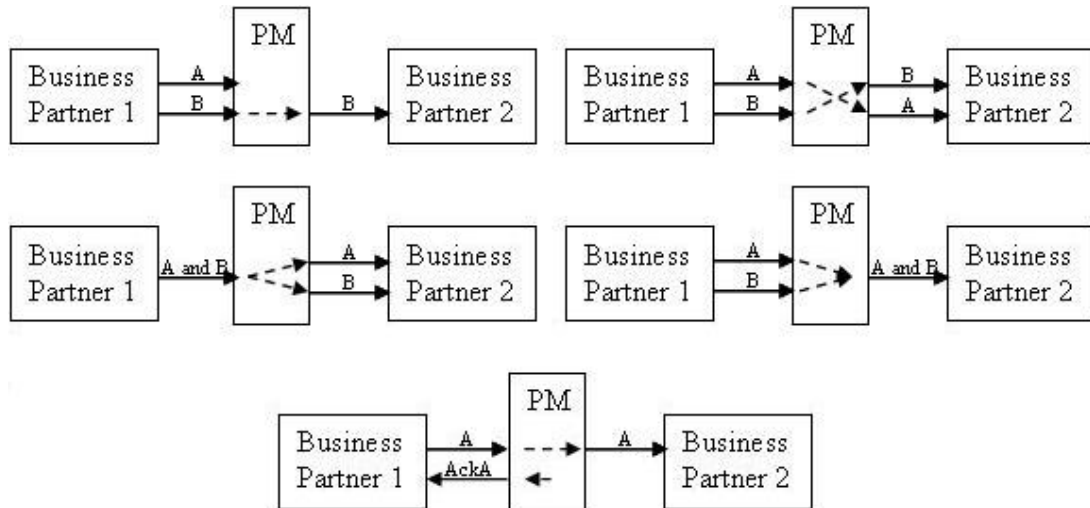 PM
Business
Partner 1
A
B
B
Business
Partner 2
PM
Business
Partner 1
A
B
B
A
Business
Partner 2
PM
Business
Partner 1
A and B
A
B
Business
Partner 2
PM
Business
Partner 1
A
B
A and B
Business
Partner 2
PM
Business
Partner 1
A
AckA
A
Business
Partner 2